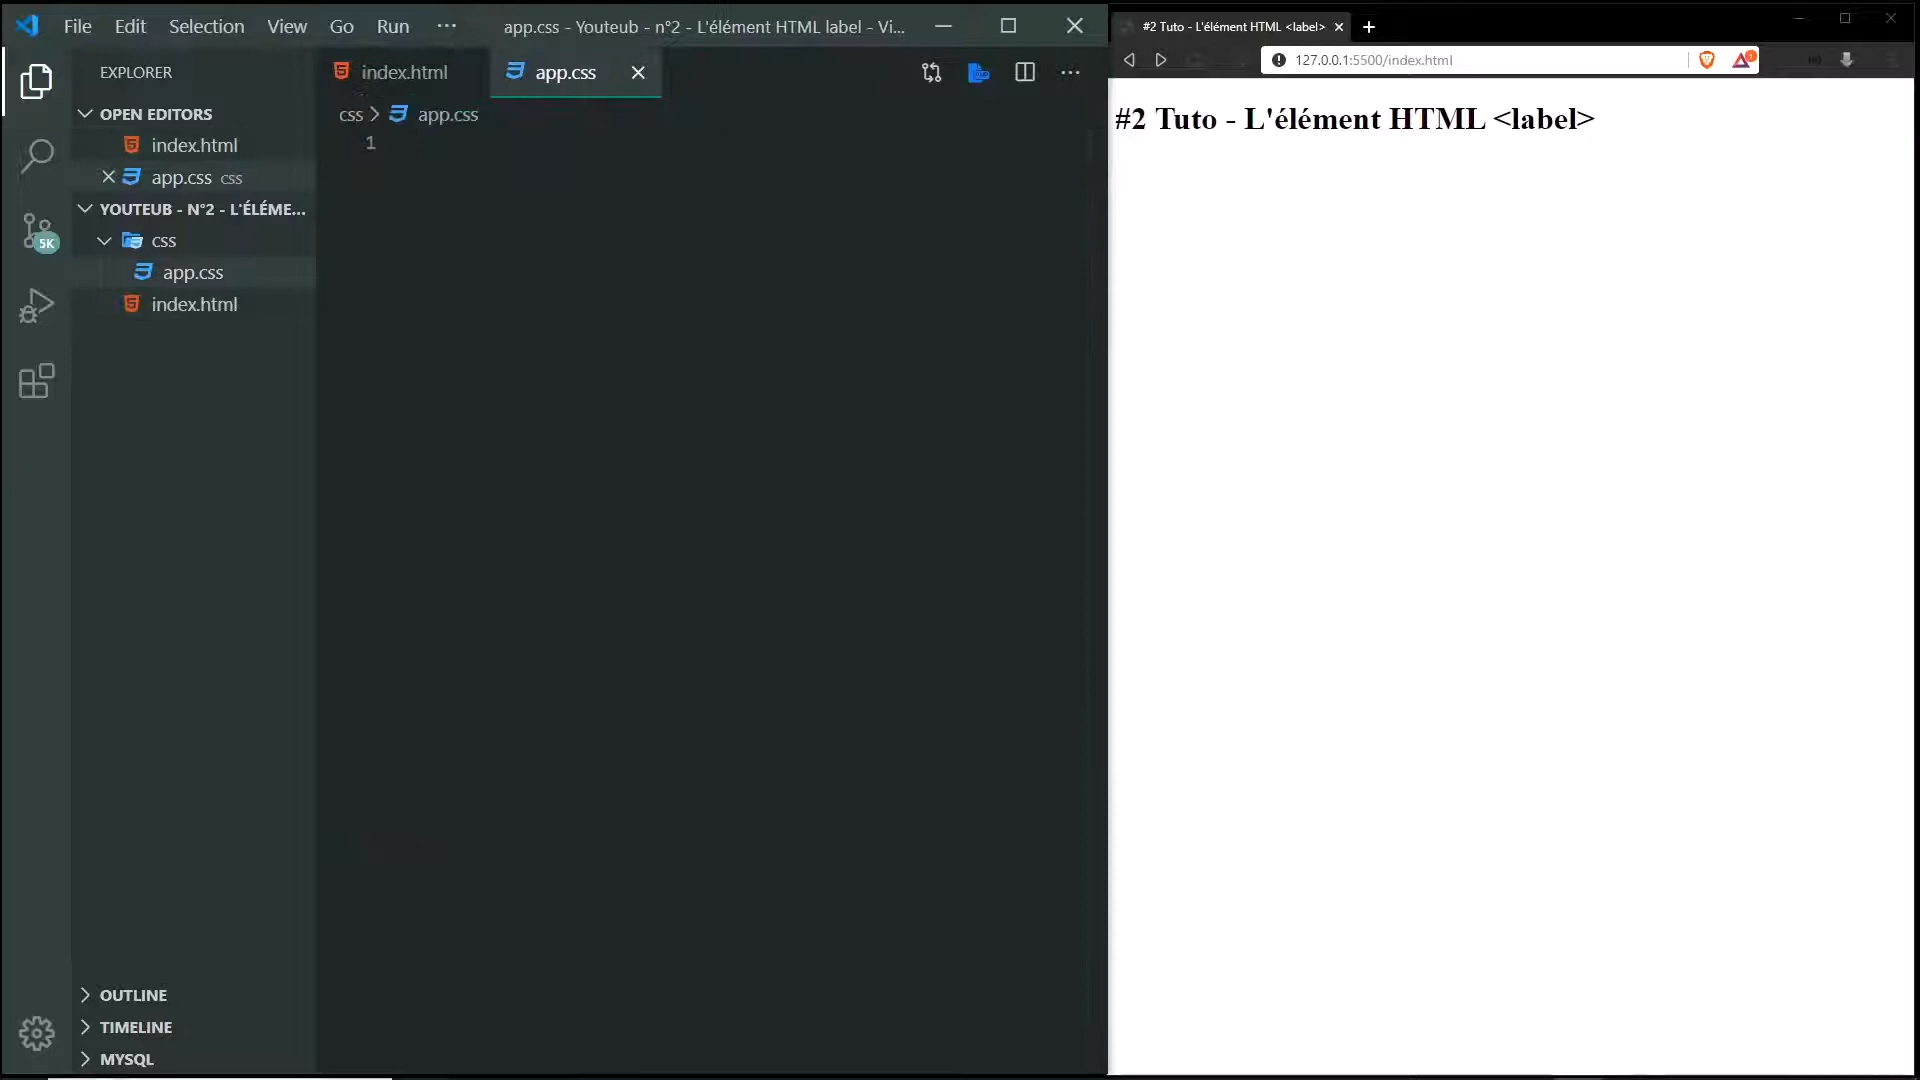 File Edit Selection View Go Run ··· app.css - Youteub - n°2 - L'élément HTML label - Vi...
EXPLORER
OPEN EDITORS
index.html
app.css css
YOUTEUB - N°2 - L'ÉLÉME...
css
app.css
index.html
5K
OUTLINE
TIMELINE
MYSQL
index.html app.css
css > app.css
1
#2 Tuto - L'élément HTML <label>
127.0.0.1:5500/index.html
#2 Tuto - L'élément HTML <label>